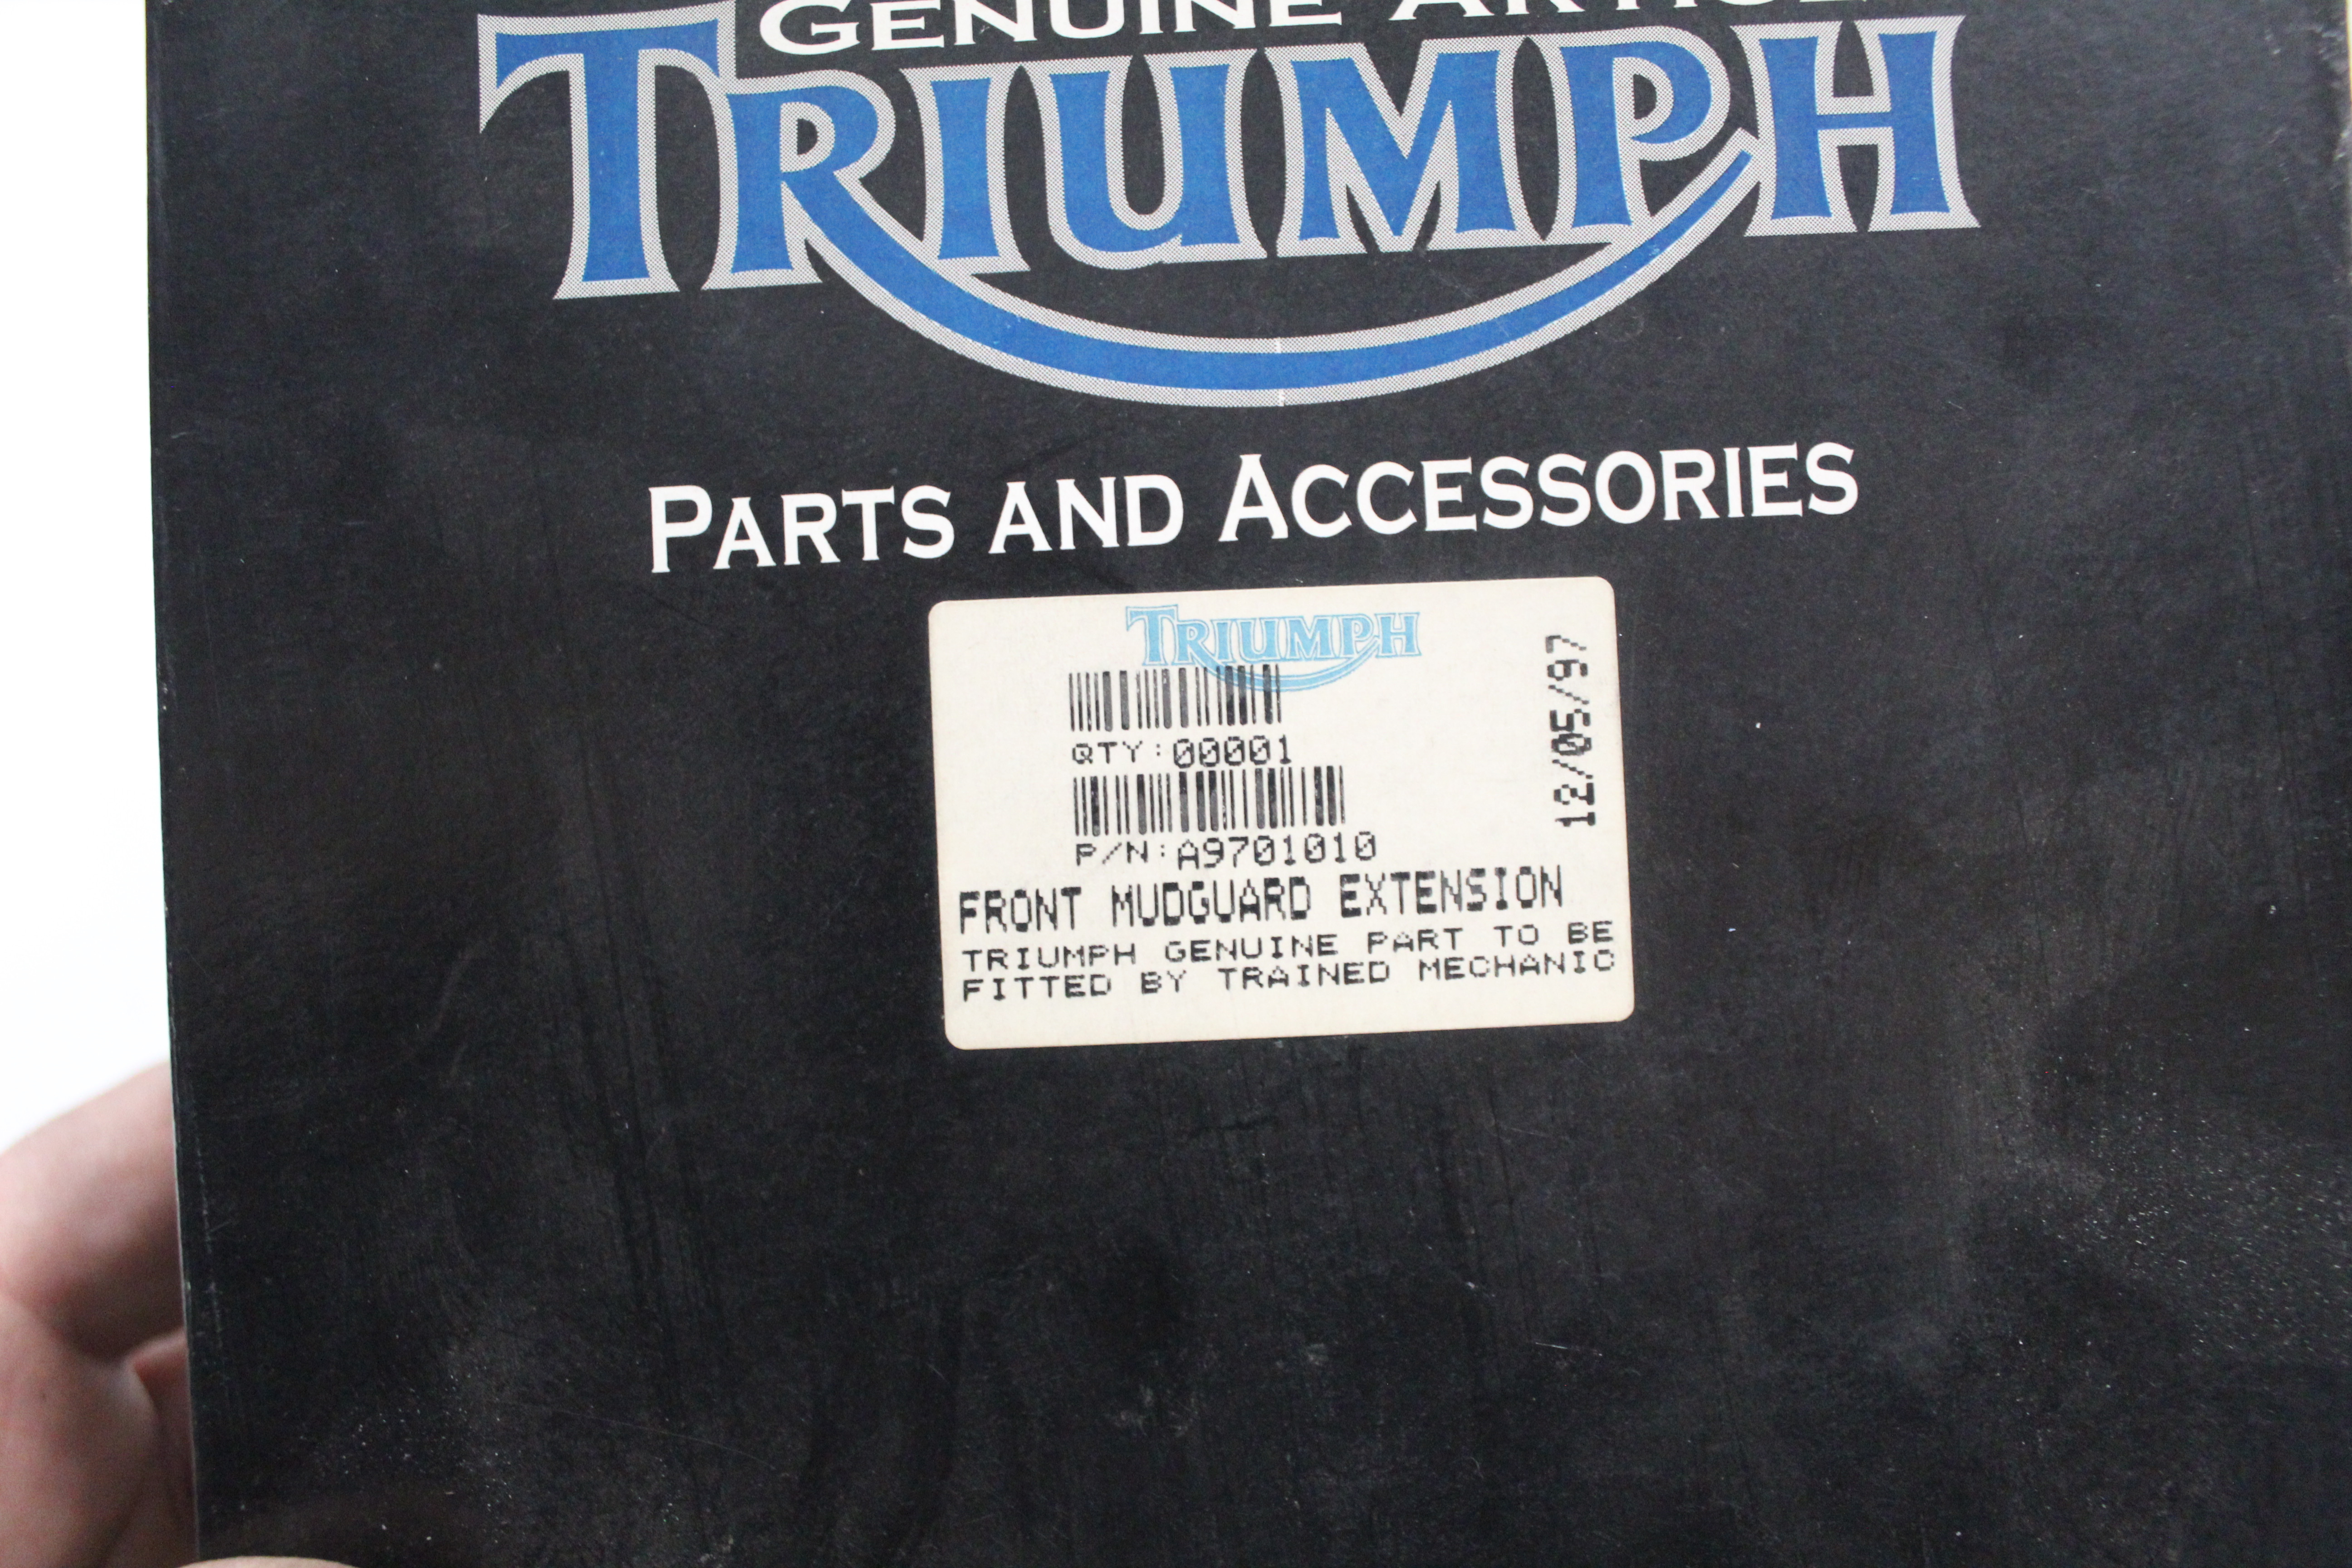 GENUINE ARTICLE
TRIUMPH
PARTS AND ACCESSORIES
TRIUMPH
QTY:00001
P/N:A9701010
12/05/97
FRONT MUDGUARD EXTENSION
TRIUMPH GENUINE PART TO BE
FITTED BY TRAINED MECHANIC